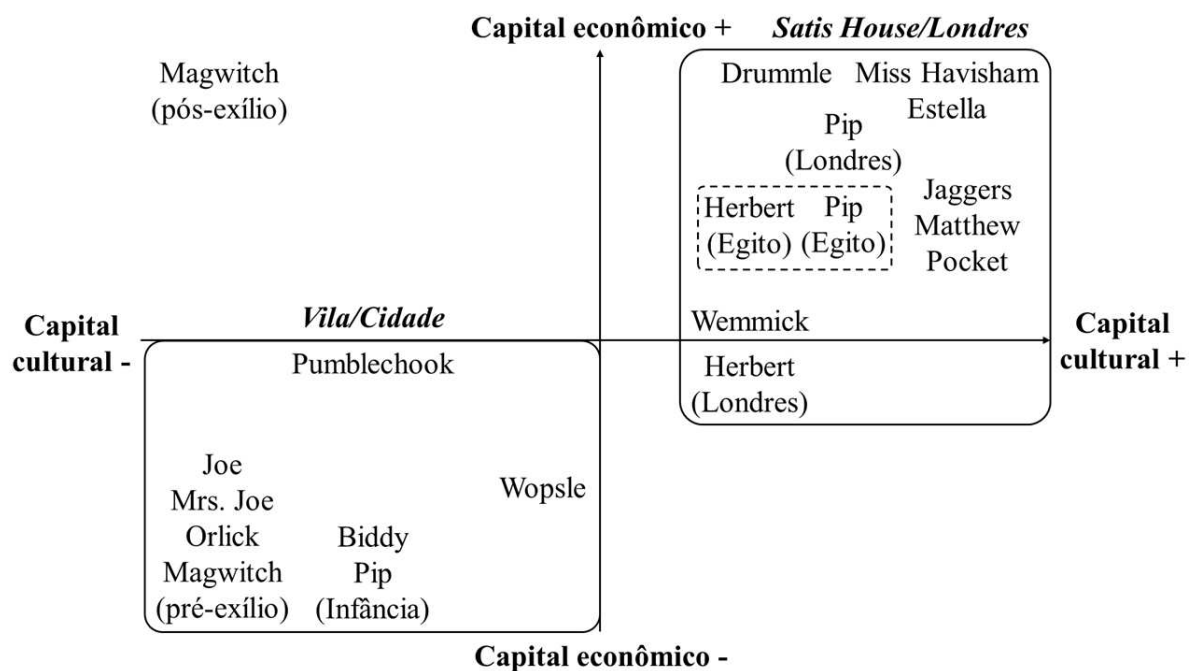 Capital econômico +
Satis House/Londres
Magwitch
(pós-exílio)
Drummle
Miss Havisham
Estella
Pip
(Londres)
Herbert
(Egito)
Pip
(Egito)
Jaggers
Matthew
Pocket
Capital
cultural -
Vila/Cidade
Wemmick
Capital
cultural +
Pumblechook
Herbert
(Londres)
Joe
Mrs. Joe
Orlick
Magwitch
(pré-exílio)
Biddy
Pip
(Infância)
Wopsle
Capital econômico -